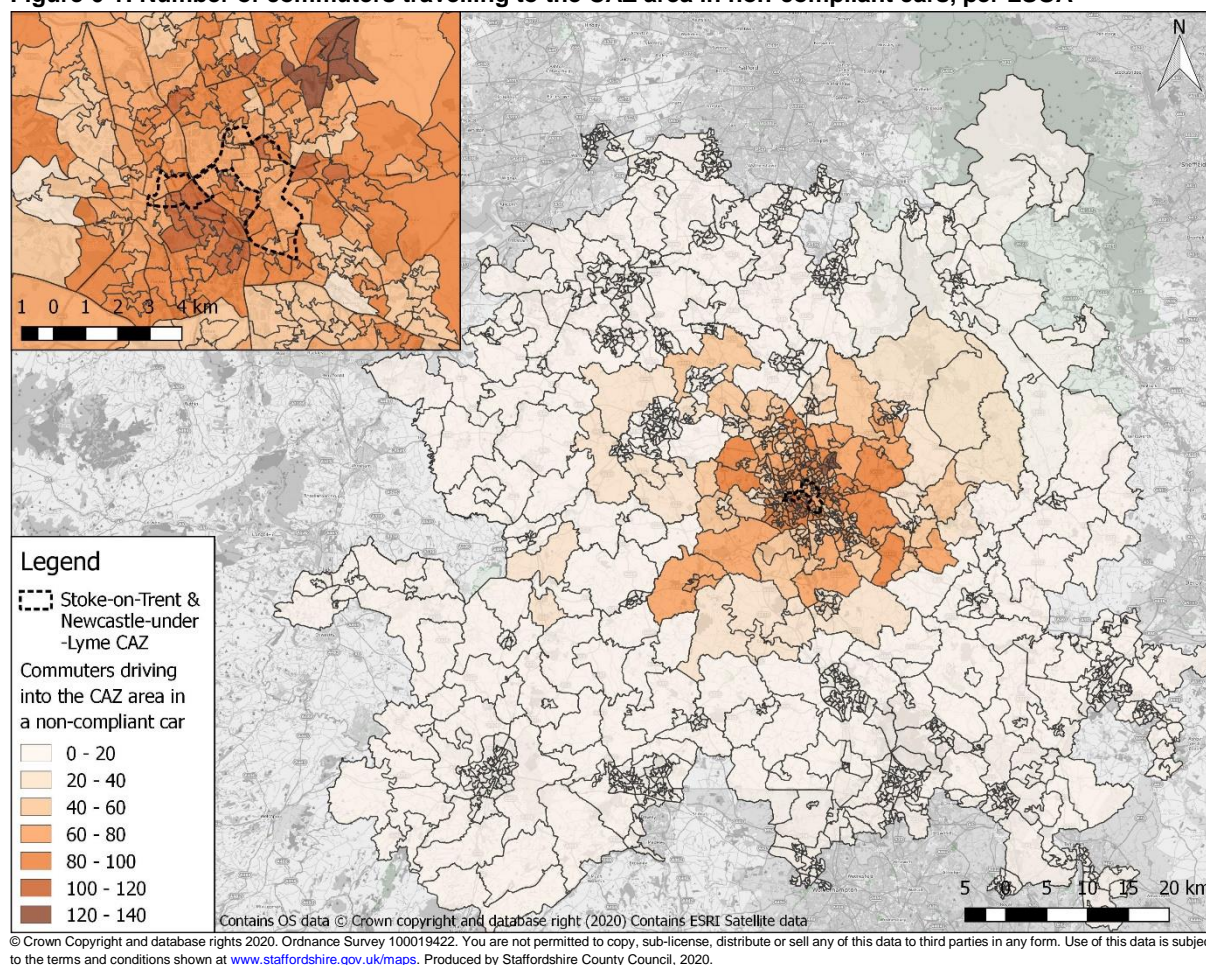 Figure 6-1: Number of commuters travelling to the CAZ area in non-compliant cars, per LSOA
N
1 0 1 2 3 4 km
Legend
Stoke-on-Trent &
Newcastle-under
-Lyme CAZ
Commuters driving
into the CAZ area in
a non-compliant car
0 - 20
20 - 40
40 - 60
60 - 80
80 - 100
100 - 120
120 - 140
5 0 5 10 15 20 km
Contains OS data © Crown copyright and database right (2020) Contains ESRI Satellite data
© Crown Copyright and database rights 2020. Ordnance Survey 100019422. You are not permitted to copy, sub-license, distribute or sell any of this data to third parties in any form. Use of this data is
to the terms and conditions shown at www.staffordshire.gov.uk/maps. Produced by Staffordshire County Council, 2020.